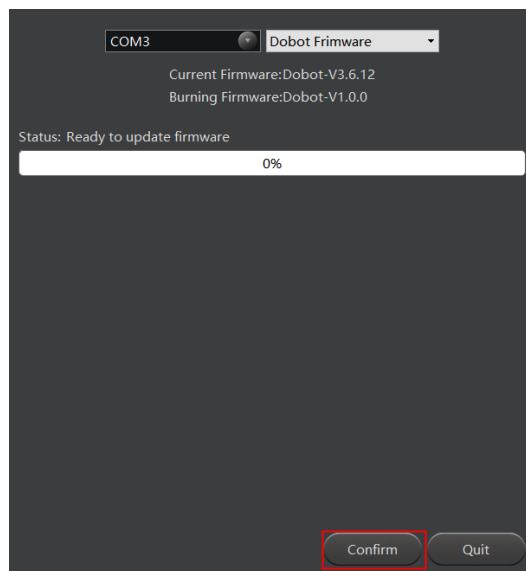 COM3 Dobot Frimware
Current Firmware:Dobot-V3.6.12
Burning Firmware:Dobot-V1.0.0
Status: Ready to update firmware
0%
Confirm Quit